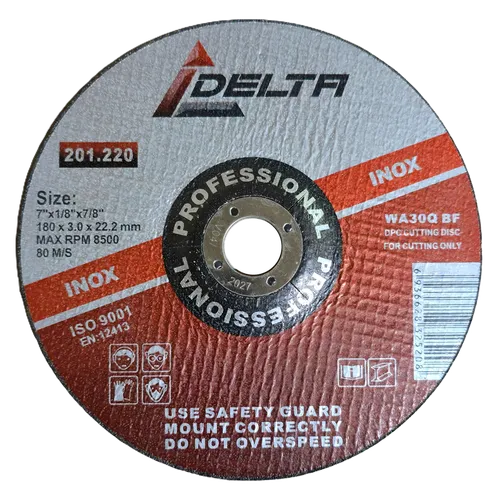 DELTA
201.220
Size:
7"x1/8"x7/8"
180 x 3.0 x 22.2 mm
MAX RPM 8500
80 M/S
INOX
ISO 9001
EN:12413
PROFESSIONAL
PROFESSIONAL
2027
INOX
WA30Q BF
DPC CUTTING DISC
FOR CUTTING ONLY
USE SAFETY GUARD
MOUNT CORRECTLY
DO NOT OVERSPEED